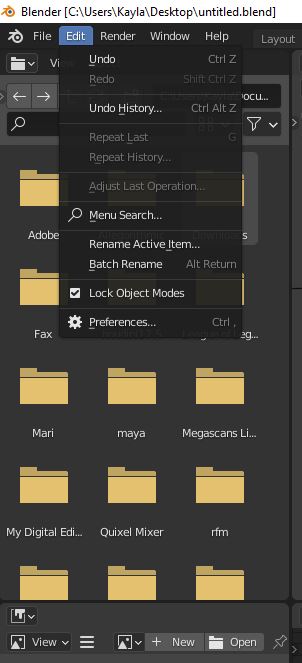 Blender [C:\Users\Kayla\Desktop\untitled.blend]
File Edit Render Window Help Layout
Vie
Undo Ctrl Z
Redo Shift Ctrl Z
Undo History... Ctrl Alt Z
Repeat Last G
Repeat History...
Adjust Last Operation...
Menu Search...
Rename Active Item...
Batch Rename Alt Return
Lock Object Modes
Preferences... Ctrl ,
Adobe Downloads
Fax
Mari maya Megascans Li...
My Digital Edi... Quixel Mixer rfm
View New Open